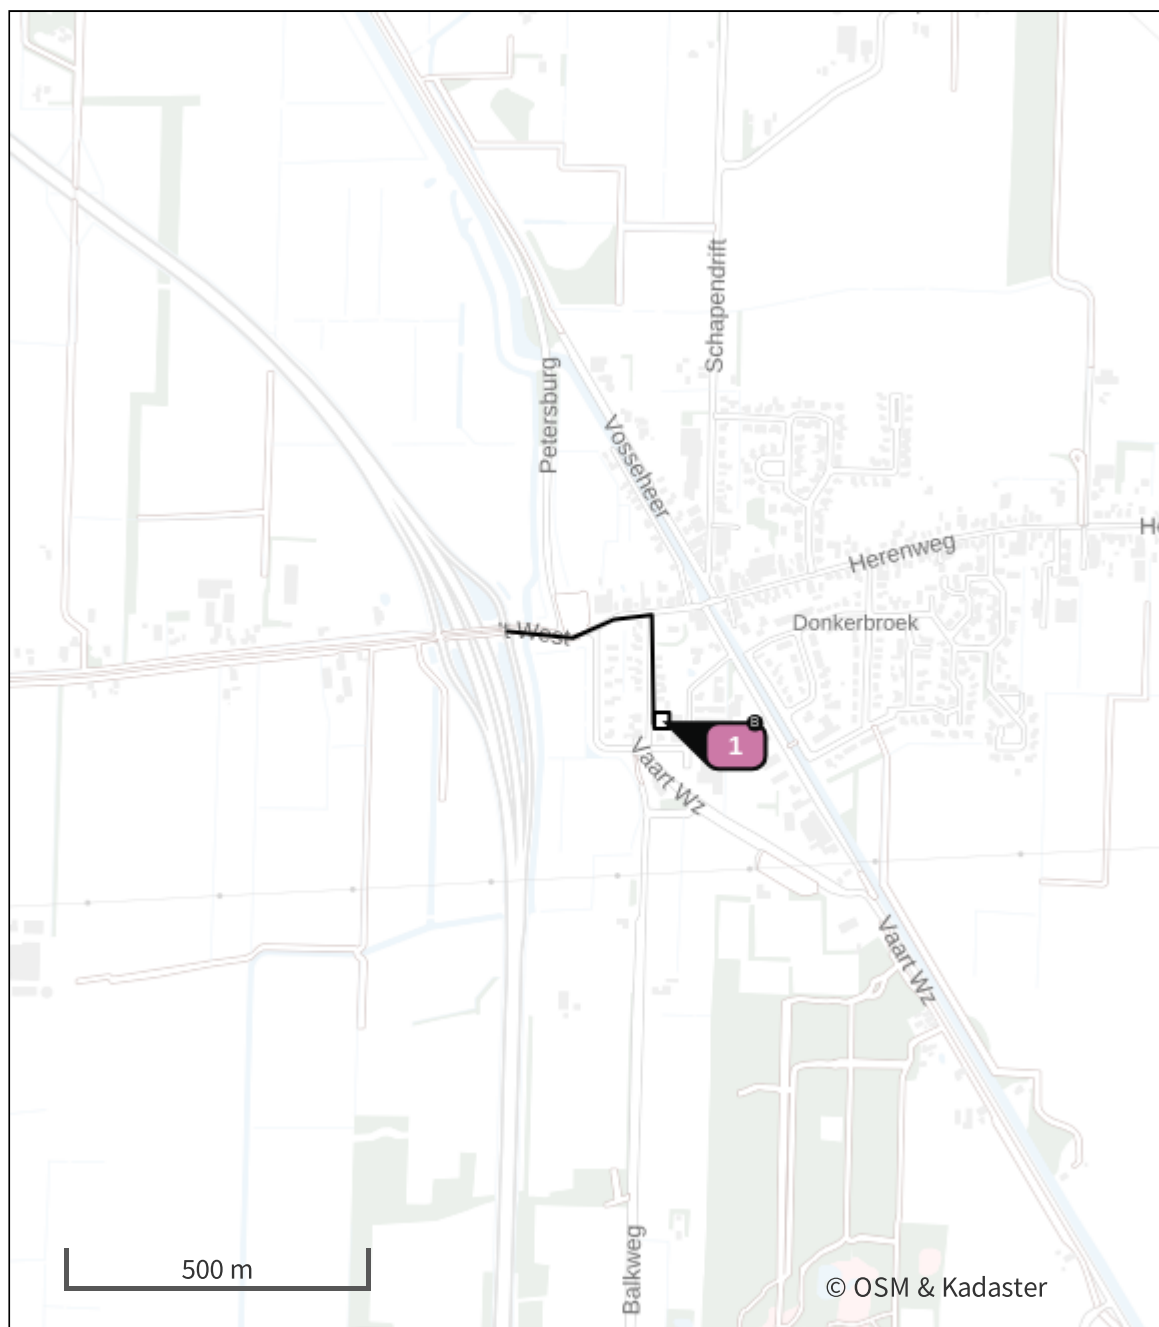 Schapendrift
Petersburg
Vosseheer
Herenweg
't West
Donkerbroek
B
1
Vaart Wz
Vaart Wz
Balkweg
500 m
© OSM & Kadaster